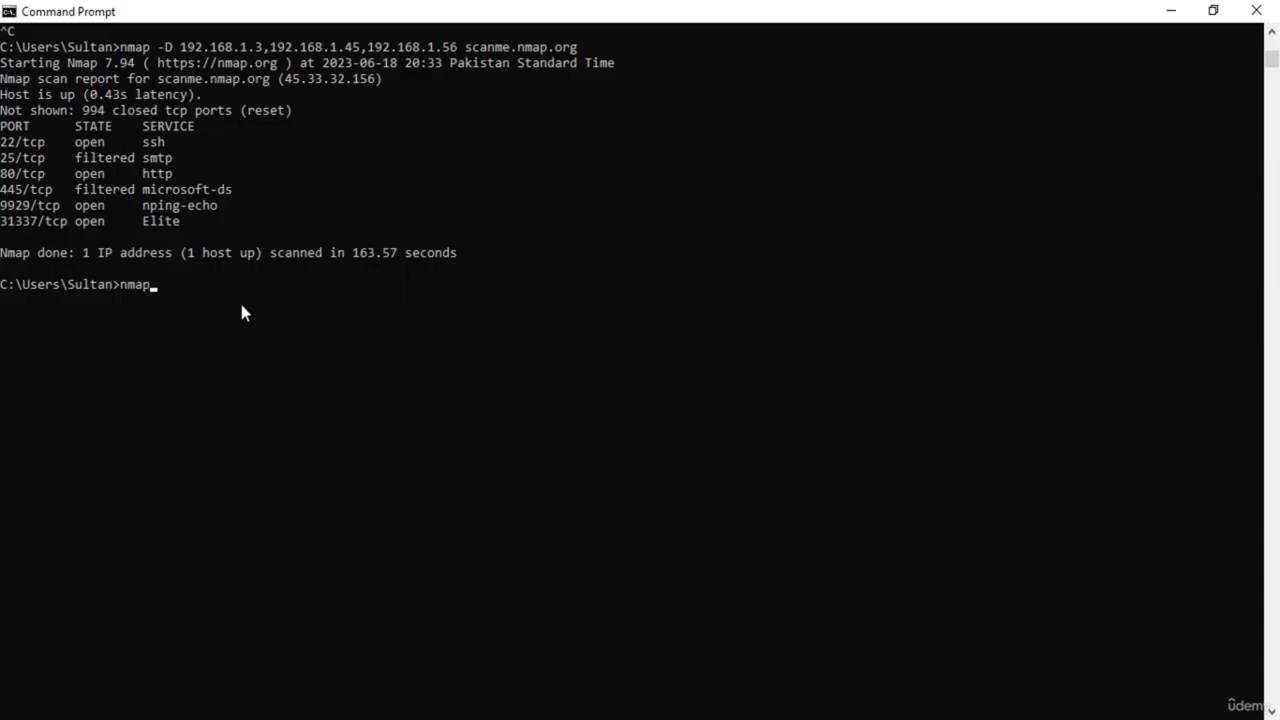 Command Prompt
^C
C:\Users\Sultan>nmap -D 192.168.1.3,192.168.1.45,192.168.1.56 scanme.nmap.org
Starting Nmap 7.94 ( https://nmap.org ) at 2023-06-18 20:33 Pakistan Standard Time
Nmap scan report for scanme.nmap.org (45.33.32.156)
Host is up (0.43s latency).
Not shown: 994 closed tcp ports (reset)
PORT      STATE    SERVICE
22/tcp    open     ssh
25/tcp    filtered smtp
80/tcp    open     http
445/tcp   filtered microsoft-ds
9929/tcp  open     nping-echo
31337/tcp open     Elite
Nmap done: 1 IP address (1 host up) scanned in 163.57 seconds
C:\Users\Sultan>nmap
ûdemy